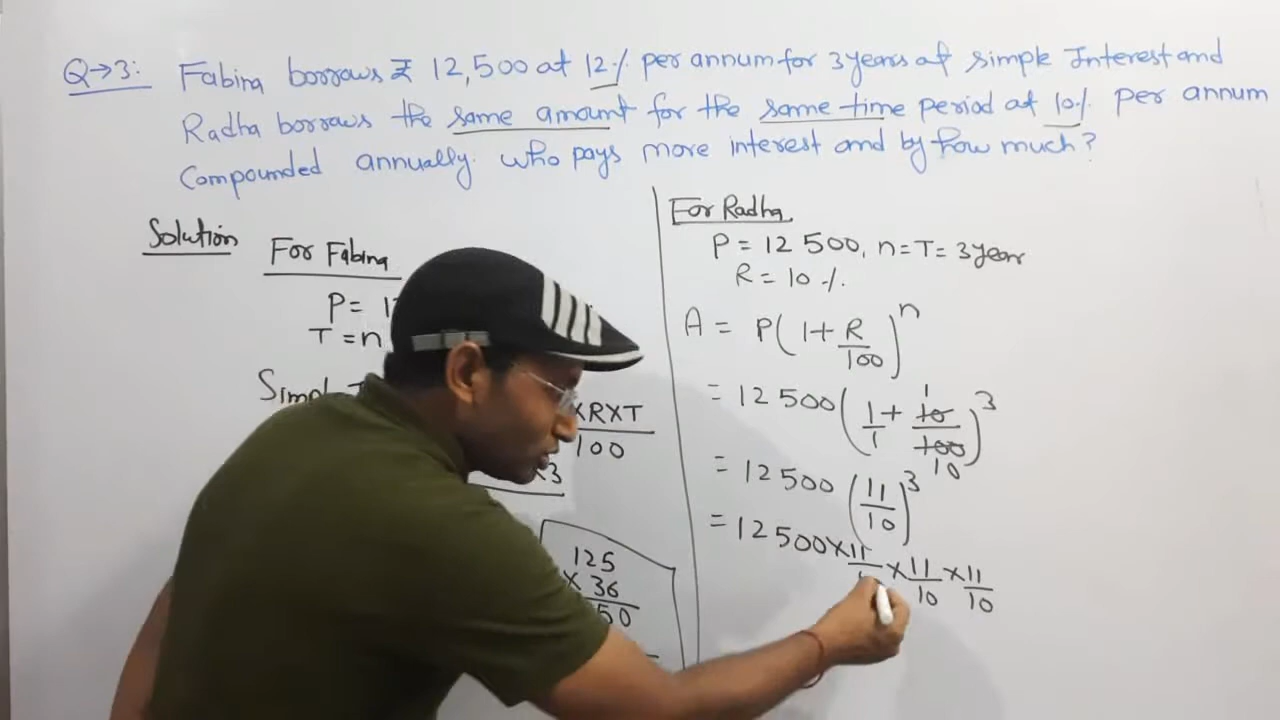 Q→3: Fabina borrows ₹ 12,500 at 12% per annum for 3 years at simple Interest and
Radha borrows the same amount for the same time period at 10% per annum
Compounded annually. who pays more interest and by how much?
Solution
For Fabina
P = 1
T = n
Simpl
×R×T
100
×3
125
× 36
50
For Radha
P = 12 500, n = T = 3 year
R = 10 %
A = P(1 + R/100)^n
= 12 500 (1/1 + 10/100)^3
1
10
= 12 500 (11/10)^3
= 12 500 × 11 × 11/10 × 11/10